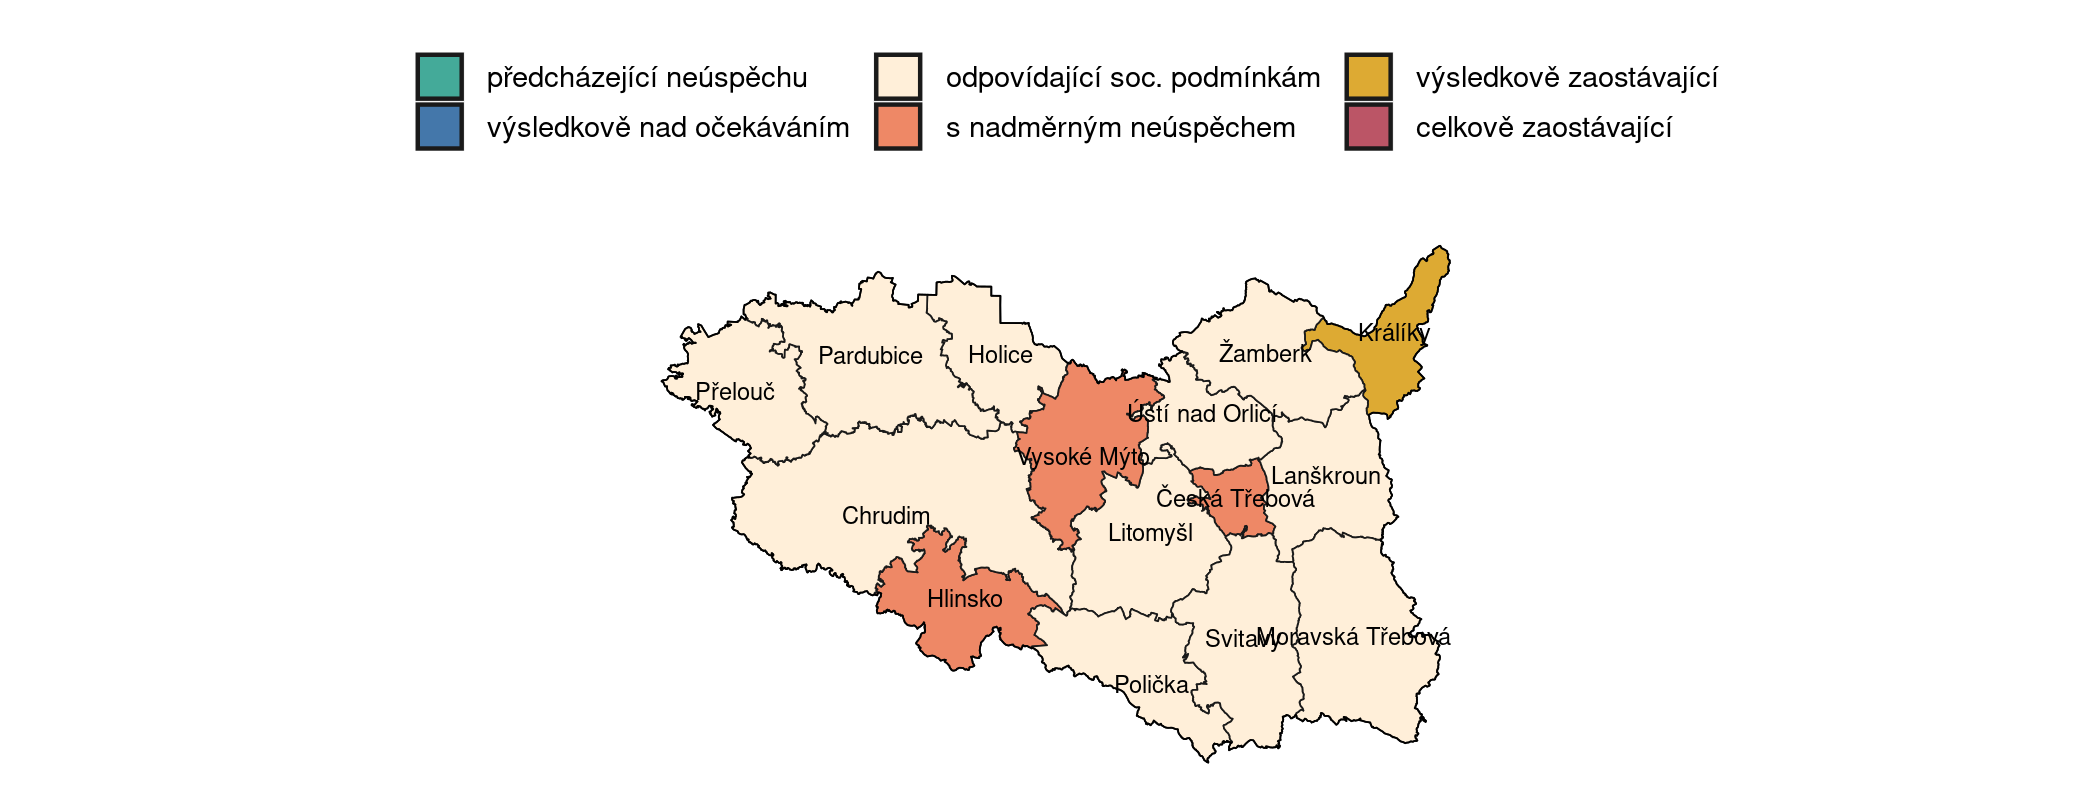 předcházející neúspěchu
odpovídající soc. podmínkám
výsledkově zaostávající
výsledkově nad očekáváním
s nadměrným neúspěchem
celkově zaostávající
Králíky
Pardubice
Holice
Žamberk
Přelouč
Ústí nad Orlicí
Vysoké Mýto
Lanškroun
Česká Třebová
Chrudim
Litomyšl
Hlinsko
Svitavy
Moravská Třebová
Polička